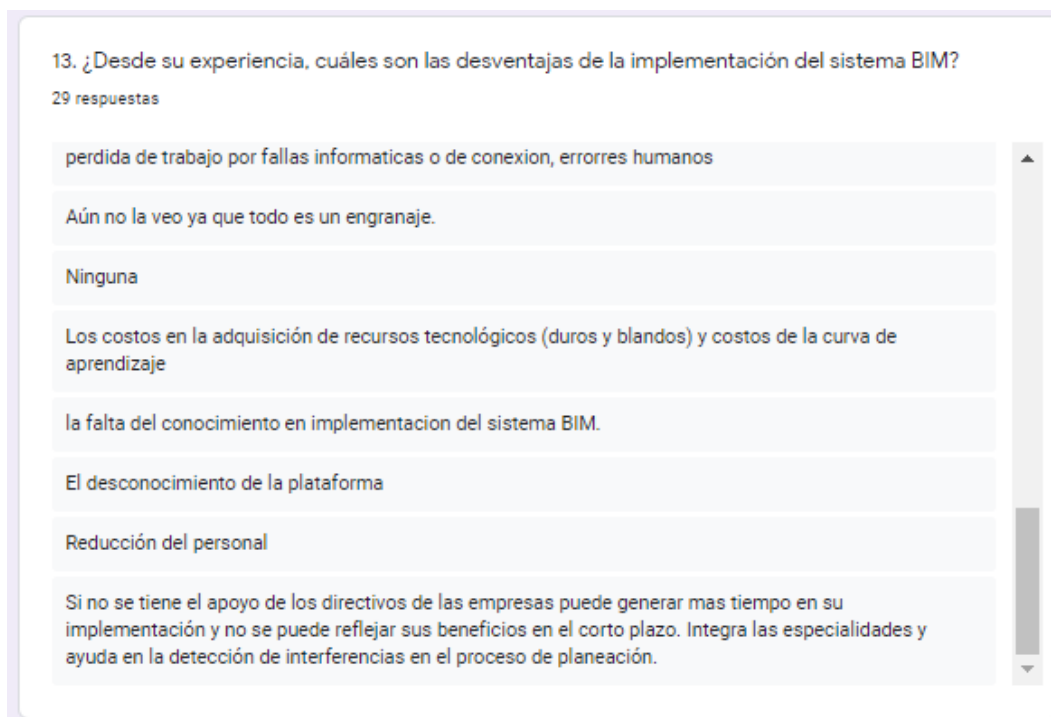 13. ¿Desde su experiencia, cuáles son las desventajas de la implementación del sistema BIM?
29 respuestas
perdida de trabajo por fallas informaticas o de conexion, errorres humanos
Aún no la veo ya que todo es un engranaje.
Ninguna
Los costos en la adquisición de recursos tecnológicos (duros y blandos) y costos de la curva de
aprendizaje
la falta del conocimiento en implementacion del sistema BIM.
El desconocimiento de la plataforma
Reducción del personal
Si no se tiene el apoyo de los directivos de las empresas puede generar mas tiempo en su
implementación y no se puede reflejar sus beneficios en el corto plazo. Integra las especialidades y
ayuda en la detección de interferencias en el proceso de planeación.